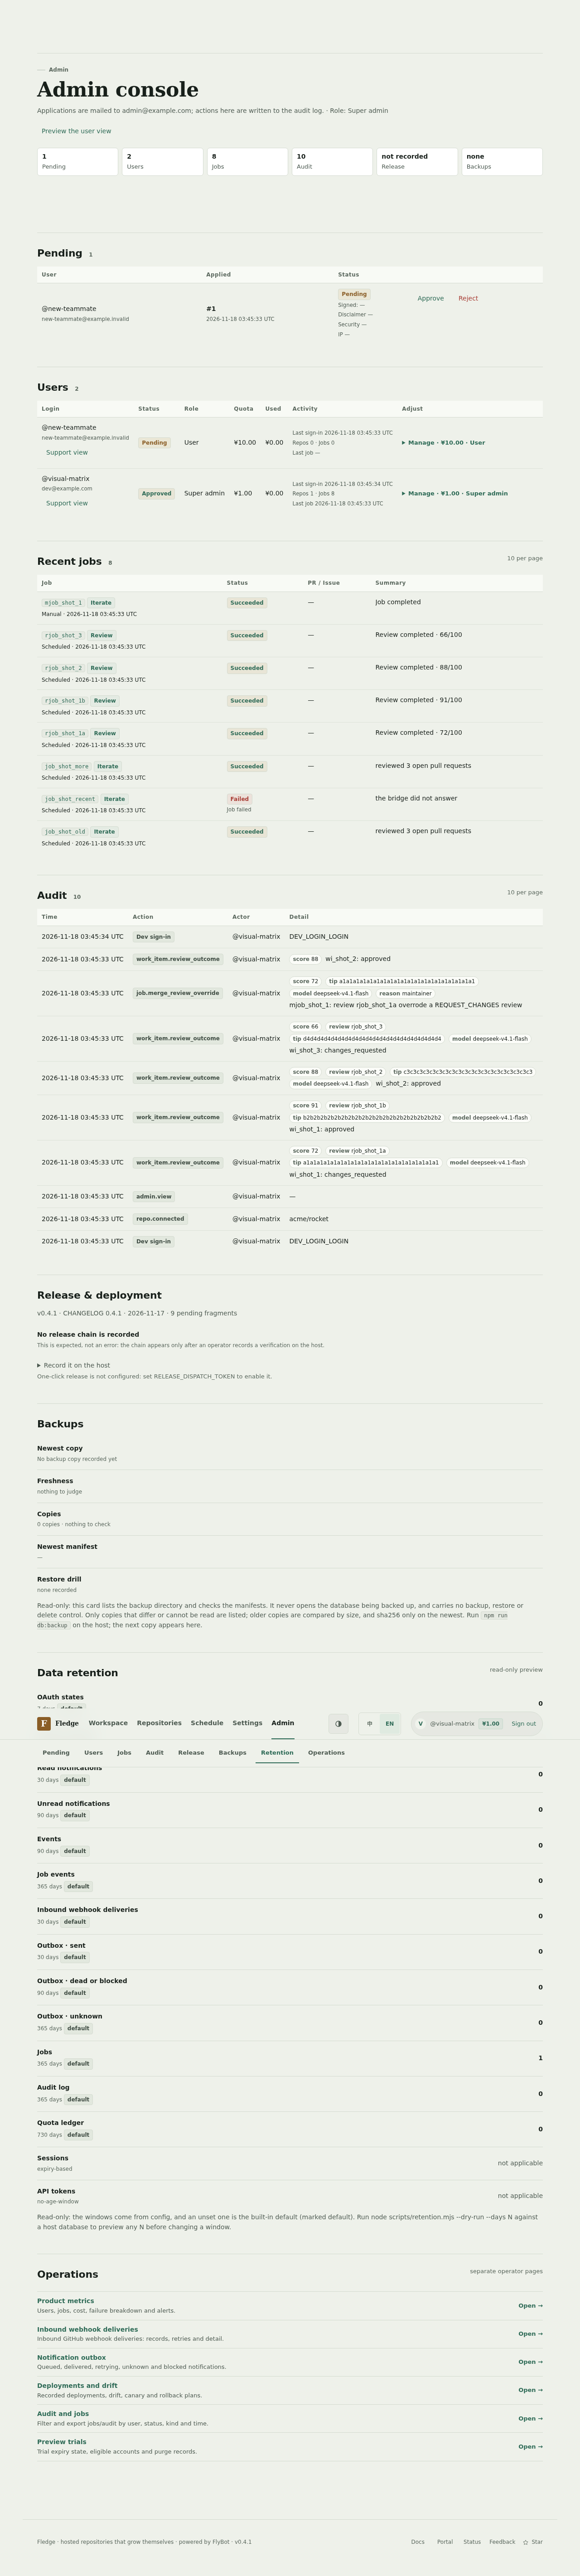 Admin
Admin console
Applications are mailed to admin@example.com; actions here are written to the audit log. · Role: Super admin
Preview the user view
1
Pending
2
Users
8
Jobs
10
Audit
not recorded
Release
none
Backups
Pending 1
User Applied Status
@new-teammate
new-teammate@example.invalid
#1
2026-11-18 03:45:33 UTC
Pending
Signed: —
Disclaimer —
Security —
IP —
Approve Reject
Users 2
Login Status Role Quota Used Activity Adjust
@new-teammate
new-teammate@example.invalid
Support view
Pending User ¥10.00 ¥0.00
Last sign-in 2026-11-18 03:45:33 UTC
Repos 0 · Jobs 0
Last job —
▶ Manage · ¥10.00 · User
@visual-matrix
dev@example.com
Support view
Approved Super admin ¥1.00 ¥0.00
Last sign-in 2026-11-18 03:45:34 UTC
Repos 1 · Jobs 8
Last job 2026-11-18 03:45:33 UTC
▶ Manage · ¥1.00 · Super admin
Recent jobs 8
10 per page
Job Status PR / Issue Summary
mjob_shot_1 Iterate Succeeded — Job completed
Manual · 2026-11-18 03:45:33 UTC
rjob_shot_3 Review Succeeded — Review completed · 66/100
Scheduled · 2026-11-18 03:45:33 UTC
rjob_shot_2 Review Succeeded — Review completed · 88/100
Scheduled · 2026-11-18 03:45:33 UTC
rjob_shot_1b Review Succeeded — Review completed · 91/100
Scheduled · 2026-11-18 03:45:33 UTC
rjob_shot_1a Review Succeeded — Review completed · 72/100
Scheduled · 2026-11-18 03:45:33 UTC
job_shot_more Iterate Succeeded — reviewed 3 open pull requests
Scheduled · 2026-11-18 03:45:33 UTC
job_shot_recent Iterate Failed — the bridge did not answer
Scheduled · 2026-11-18 03:45:33 UTC Job failed
job_shot_old Iterate Succeeded — reviewed 3 open pull requests
Scheduled · 2026-11-18 03:45:33 UTC
Audit 10
10 per page
Time Action Actor Detail
2026-11-18 03:45:34 UTC Dev sign-in @visual-matrix DEV_LOGIN_LOGIN
2026-11-18 03:45:33 UTC work_item.review_outcome @visual-matrix score 88 wi_shot_2: approved
2026-11-18 03:45:33 UTC job.merge_review_override @visual-matrix
score 72 tip a1a1a1a1a1a1a1a1a1a1a1a1a1a1a1a1a1a1a1a1
model deepseek-v4.1-flash reason maintainer
mjob_shot_1: review rjob_shot_1a overrode a REQUEST_CHANGES review
2026-11-18 03:45:33 UTC work_item.review_outcome @visual-matrix
score 66 review rjob_shot_3
tip d4d4d4d4d4d4d4d4d4d4d4d4d4d4d4d4d4d4d4d4 model deepseek-v4.1-flash
wi_shot_3: changes_requested
2026-11-18 03:45:33 UTC work_item.review_outcome @visual-matrix
score 88 review rjob_shot_2 tip c3c3c3c3c3c3c3c3c3c3c3c3c3c3c3c3c3c3c3c3
model deepseek-v4.1-flash wi_shot_2: approved
2026-11-18 03:45:33 UTC work_item.review_outcome @visual-matrix
score 91 review rjob_shot_1b
tip b2b2b2b2b2b2b2b2b2b2b2b2b2b2b2b2b2b2b2b2 model deepseek-v4.1-flash
wi_shot_1: approved
2026-11-18 03:45:33 UTC work_item.review_outcome @visual-matrix
score 72 review rjob_shot_1a
tip a1a1a1a1a1a1a1a1a1a1a1a1a1a1a1a1a1a1a1a1 model deepseek-v4.1-flash
wi_shot_1: changes_requested
2026-11-18 03:45:33 UTC admin.view @visual-matrix —
2026-11-18 03:45:33 UTC repo.connected @visual-matrix acme/rocket
2026-11-18 03:45:33 UTC Dev sign-in @visual-matrix DEV_LOGIN_LOGIN
Release & deployment
v0.4.1 · CHANGELOG 0.4.1 · 2026-11-17 · 9 pending fragments
No release chain is recorded
This is expected, not an error: the chain appears only after an operator records a verification on the host.
▶ Record it on the host
One-click release is not configured: set RELEASE_DISPATCH_TOKEN to enable it.
Backups
Newest copy
No backup copy recorded yet
Freshness
nothing to judge
Copies
0 copies · nothing to check
Newest manifest
—
Restore drill
none recorded
Read-only: this card lists the backup directory and checks the manifests. It never opens the database being backed up, and carries no backup, restore or
delete control. Only copies that differ or cannot be read are listed; older copies are compared by size, and sha256 only on the newest. Run npm run
db:backup on the host; the next copy appears here.
Data retention
read-only preview
OAuth states
0
F Fledge Workspace Repositories Schedule Settings Admin 中 EN V @visual-matrix ¥1.00 Sign out
Pending Users Jobs Audit Release Backups Retention Operations
Read notifications
30 days default 0
Unread notifications
90 days default 0
Events
90 days default 0
Job events
365 days default 0
Inbound webhook deliveries
30 days default 0
Outbox · sent
30 days default 0
Outbox · dead or blocked
90 days default 0
Outbox · unknown
365 days default 0
Jobs
365 days default 1
Audit log
365 days default 0
Quota ledger
730 days default 0
Sessions
expiry-based not applicable
API tokens
no-age-window not applicable
Read-only: the windows come from config, and an unset one is the built-in default (marked default). Run node scripts/retention.mjs --dry-run --days N against
a host database to preview any N before changing a window.
Operations
separate operator pages
Product metrics
Users, jobs, cost, failure breakdown and alerts.
Open →
Inbound webhook deliveries
Inbound GitHub webhook deliveries: records, retries and detail.
Open →
Notification outbox
Queued, delivered, retrying, unknown and blocked notifications.
Open →
Deployments and drift
Recorded deployments, drift, canary and rollback plans.
Open →
Audit and jobs
Filter and export jobs/audit by user, status, kind and time.
Open →
Preview trials
Trial expiry state, eligible accounts and purge records.
Open →
Fledge · hosted repositories that grow themselves · powered by FlyBot · v0.4.1
Docs Portal Status Feedback ☆ Star